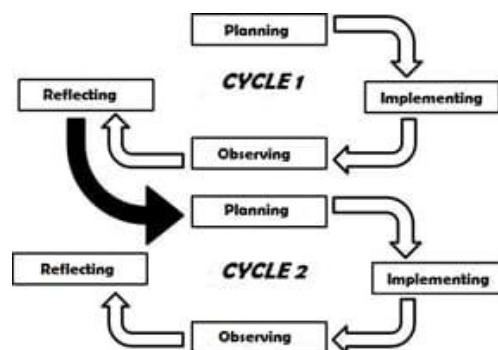 Planning
CYCLE 1
Reflecting
Implementing
Observing
Planning
CYCLE 2
Reflecting
Implementing
Observing